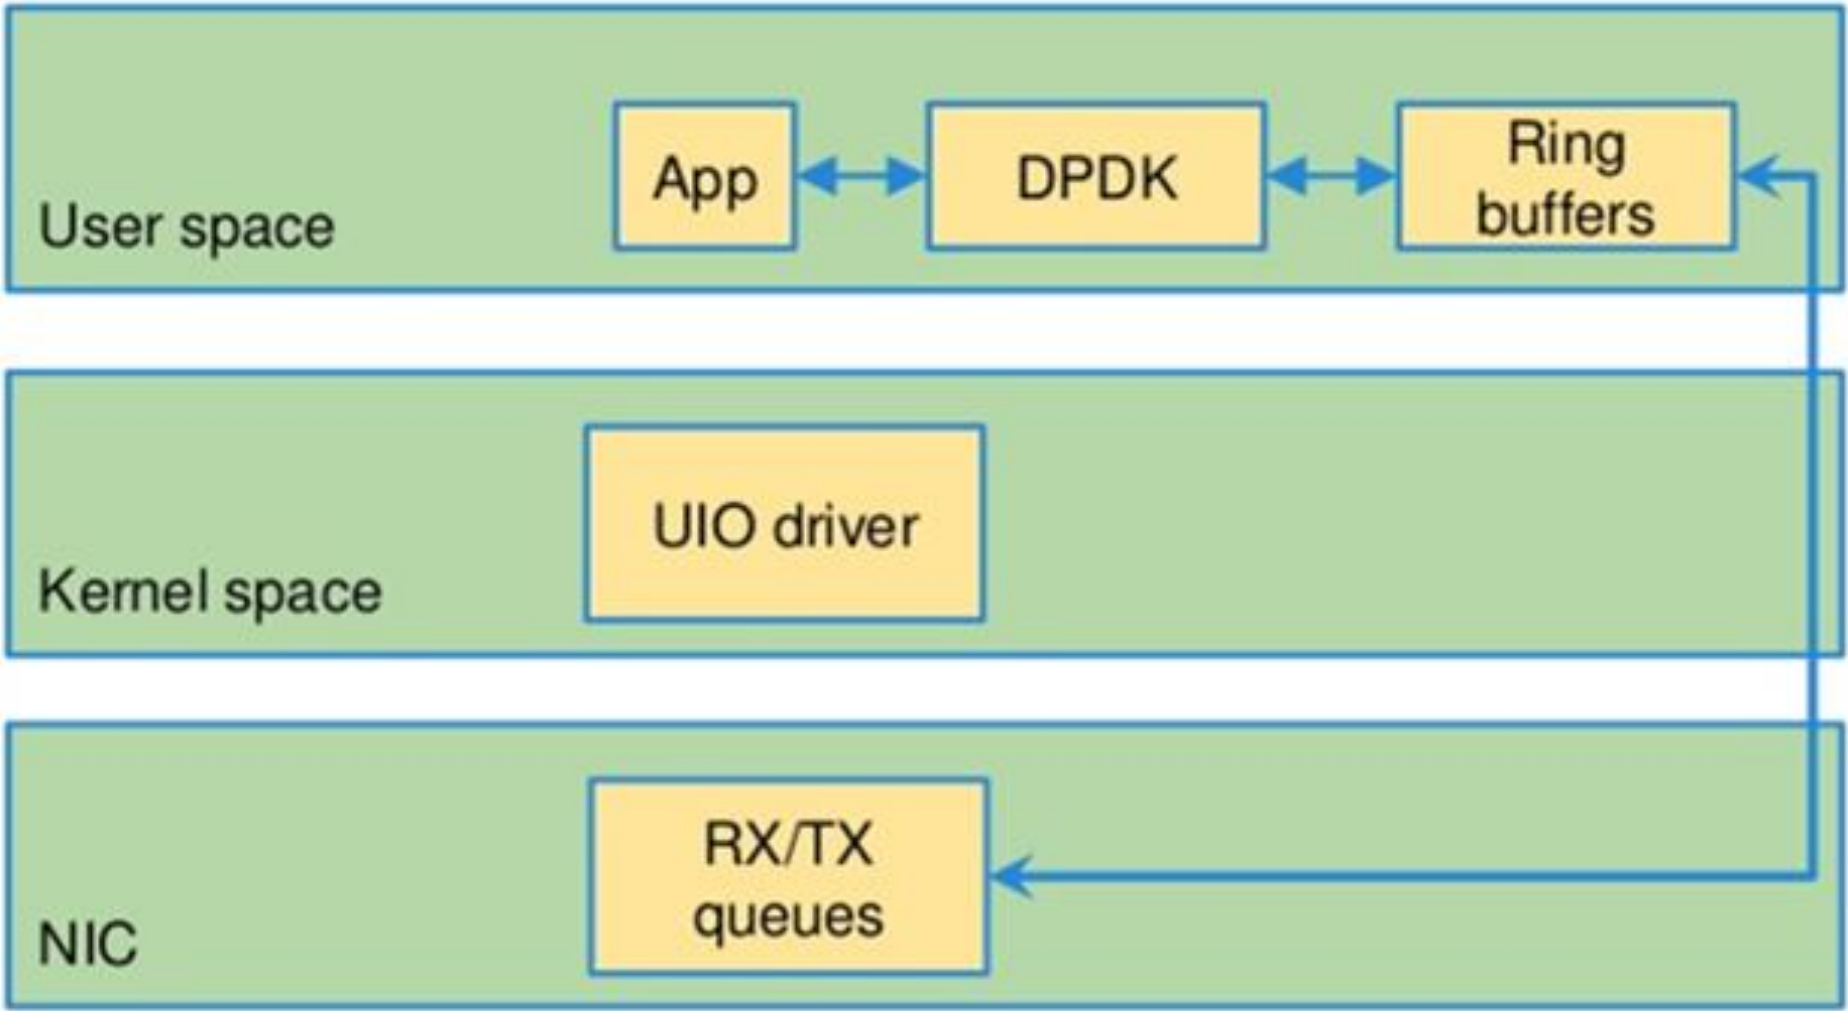 App
DPDK
Ring
buffers
User space
UIO driver
Kernel space
RX/TX
queues
NIC